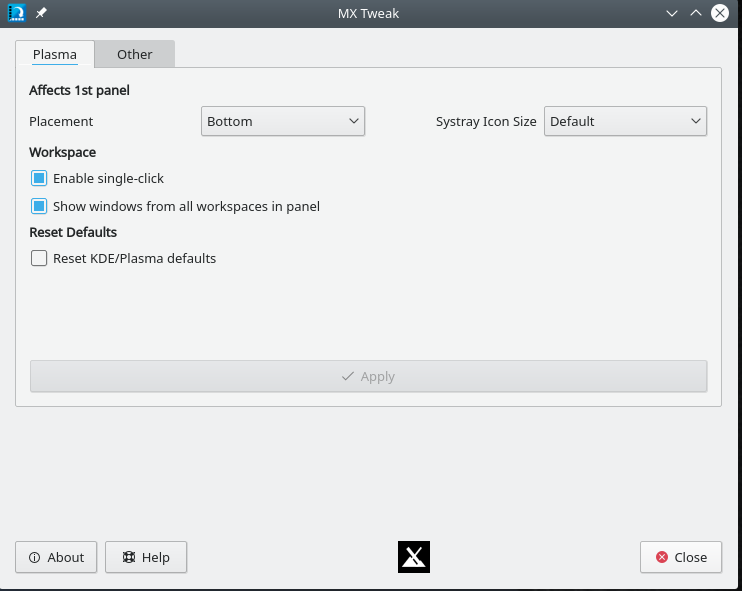 MX Tweak
Plasma Other
Affects 1st panel
Placement Bottom Systray Icon Size Default
Workspace
Enable single-click
Show windows from all workspaces in panel
Reset Defaults
Reset KDE/Plasma defaults
Apply
About Help Close